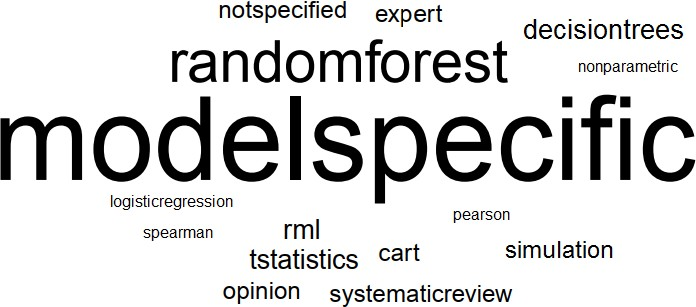 notspecified expert
decisiontrees
randomforest
nonparametric
modelspecific
logisticregression
pearson
spearman
rml
tstatistics
cart
simulation
opinion
systematicreview